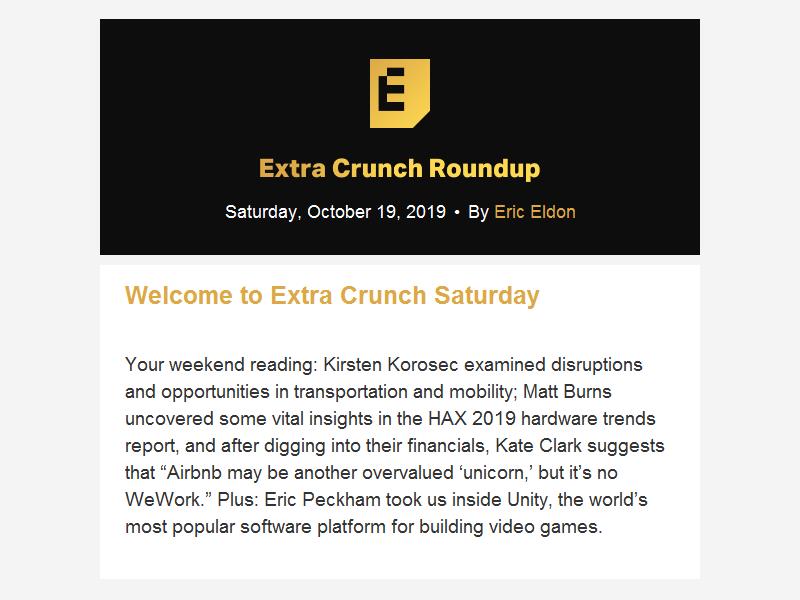 E
Extra Crunch Roundup
Saturday, October 19, 2019 • By Eric Eldon
Welcome to Extra Crunch Saturday
Your weekend reading: Kirsten Korosec examined disruptions
and opportunities in transportation and mobility; Matt Burns
uncovered some vital insights in the HAX 2019 hardware trends
report, and after digging into their financials, Kate Clark suggests
that “Airbnb may be another overvalued ‘unicorn,’ but it’s no
WeWork.” Plus: Eric Peckham took us inside Unity, the world’s
most popular software platform for building video games.